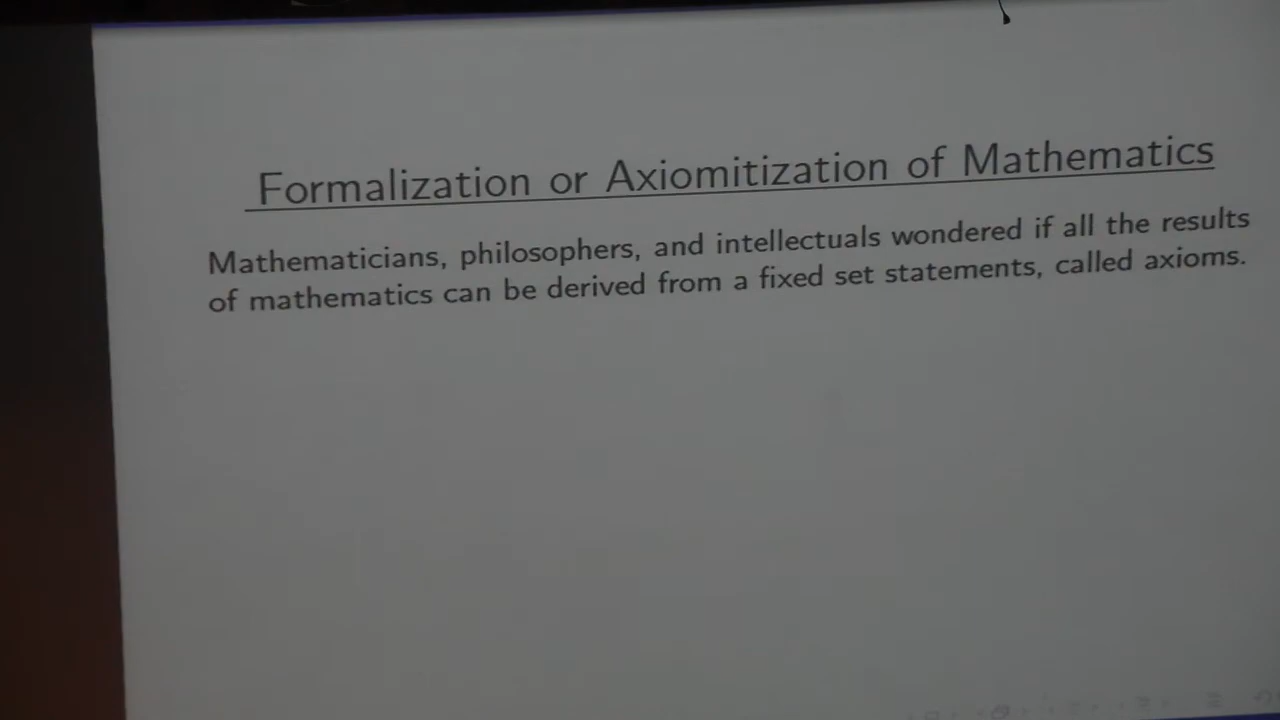 Formalization or Axiomitization of Mathematics
Mathematicians, philosophers, and intellectuals wondered if all the results
of mathematics can be derived from a fixed set statements, called axioms.